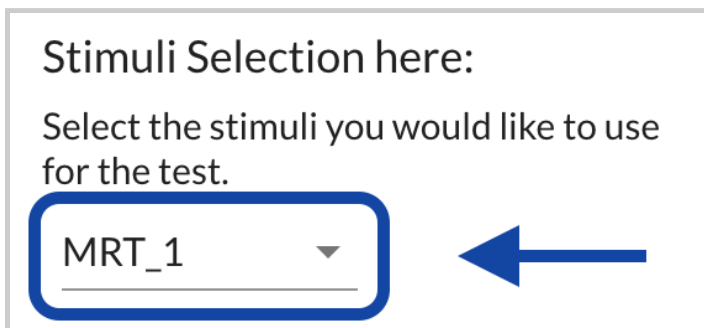 Stimuli Selection here:
Select the stimuli you would like to use
for the test.
MRT_1